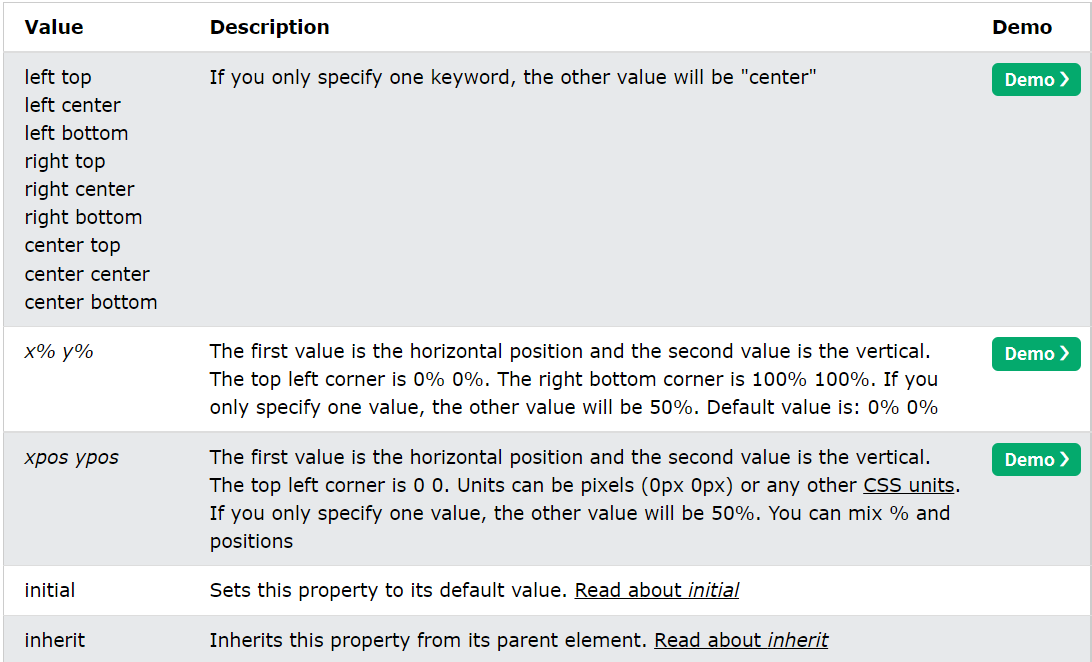 Value Description Demo
left top If you only specify one keyword, the other value will be "center" Demo ❯
left center
left bottom
right top
right center
right bottom
center top
center center
center bottom
x% y% The first value is the horizontal position and the second value is the vertical. Demo ❯
The top left corner is 0% 0%. The right bottom corner is 100% 100%. If you
only specify one value, the other value will be 50%. Default value is: 0% 0%
xpos ypos The first value is the horizontal position and the second value is the vertical. Demo ❯
The top left corner is 0 0. Units can be pixels (0px 0px) or any other CSS units.
If you only specify one value, the other value will be 50%. You can mix % and
positions
initial Sets this property to its default value. Read about initial
inherit Inherits this property from its parent element. Read about inherit